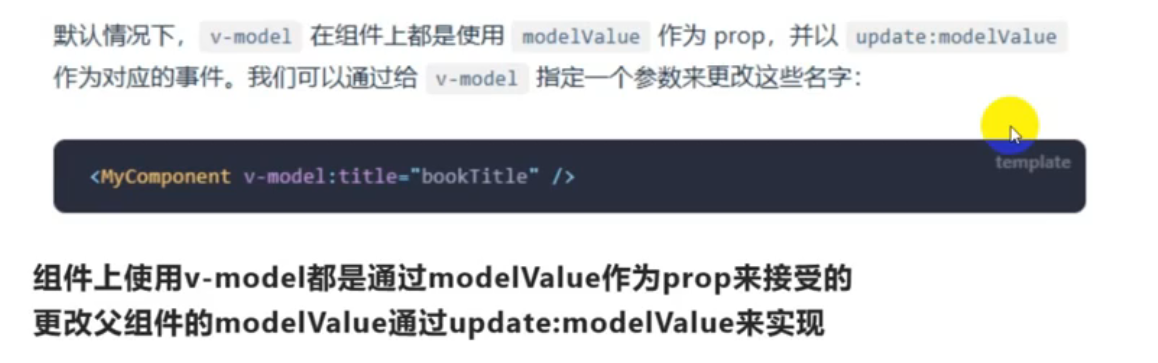 默认情况下， v-model 在组件上都是使用 modelValue 作为 prop，并以 update:modelValue
作为对应的事件。我们可以通过给 v-model 指定一个参数来更改这些名字：
template
<MyComponent v-model:title="bookTitle" />
组件上使用v-model都是通过modelValue作为prop来接受的
更改父组件的modelValue通过update:modelValue来实现